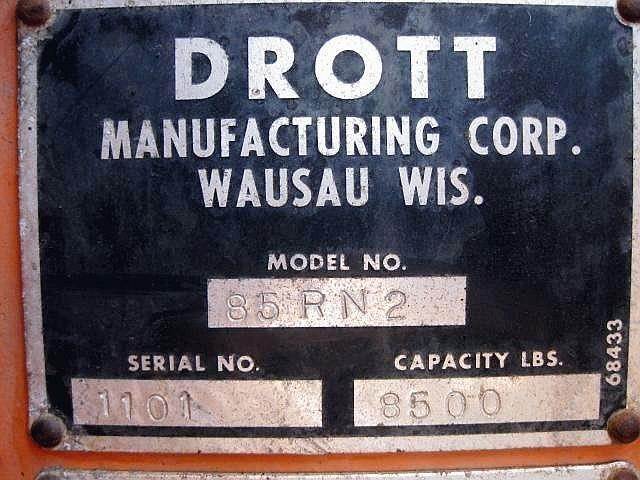 DROTT
MANUFACTURING CORP.
WAUSAU WIS.
MODEL NO.
85RN2
SERIAL NO.
1101
CAPACITY LBS.
8500
68433